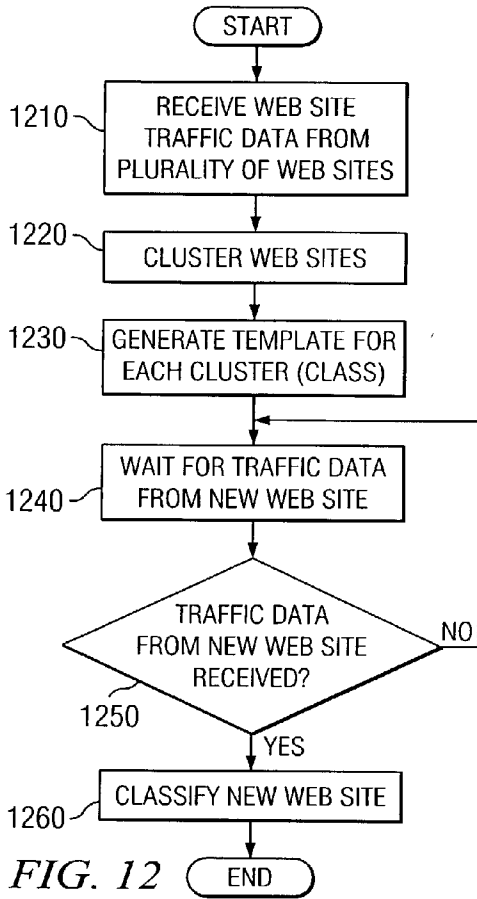 START
1210
RECEIVE WEB SITE
TRAFFIC DATA FROM
PLURALITY OF WEB SITES
1220
CLUSTER WEB SITES
1230
GENERATE TEMPLATE FOR
EACH CLUSTER (CLASS)
WAIT FOR TRAFFIC DATA
FROM NEW WEB SITE
1240
TRAFFIC DATA
FROM NEW WEB SITE
RECEIVED?
NO
1250
YES
CLASSIFY NEW WEB SITE
1260
FIG. 12
END